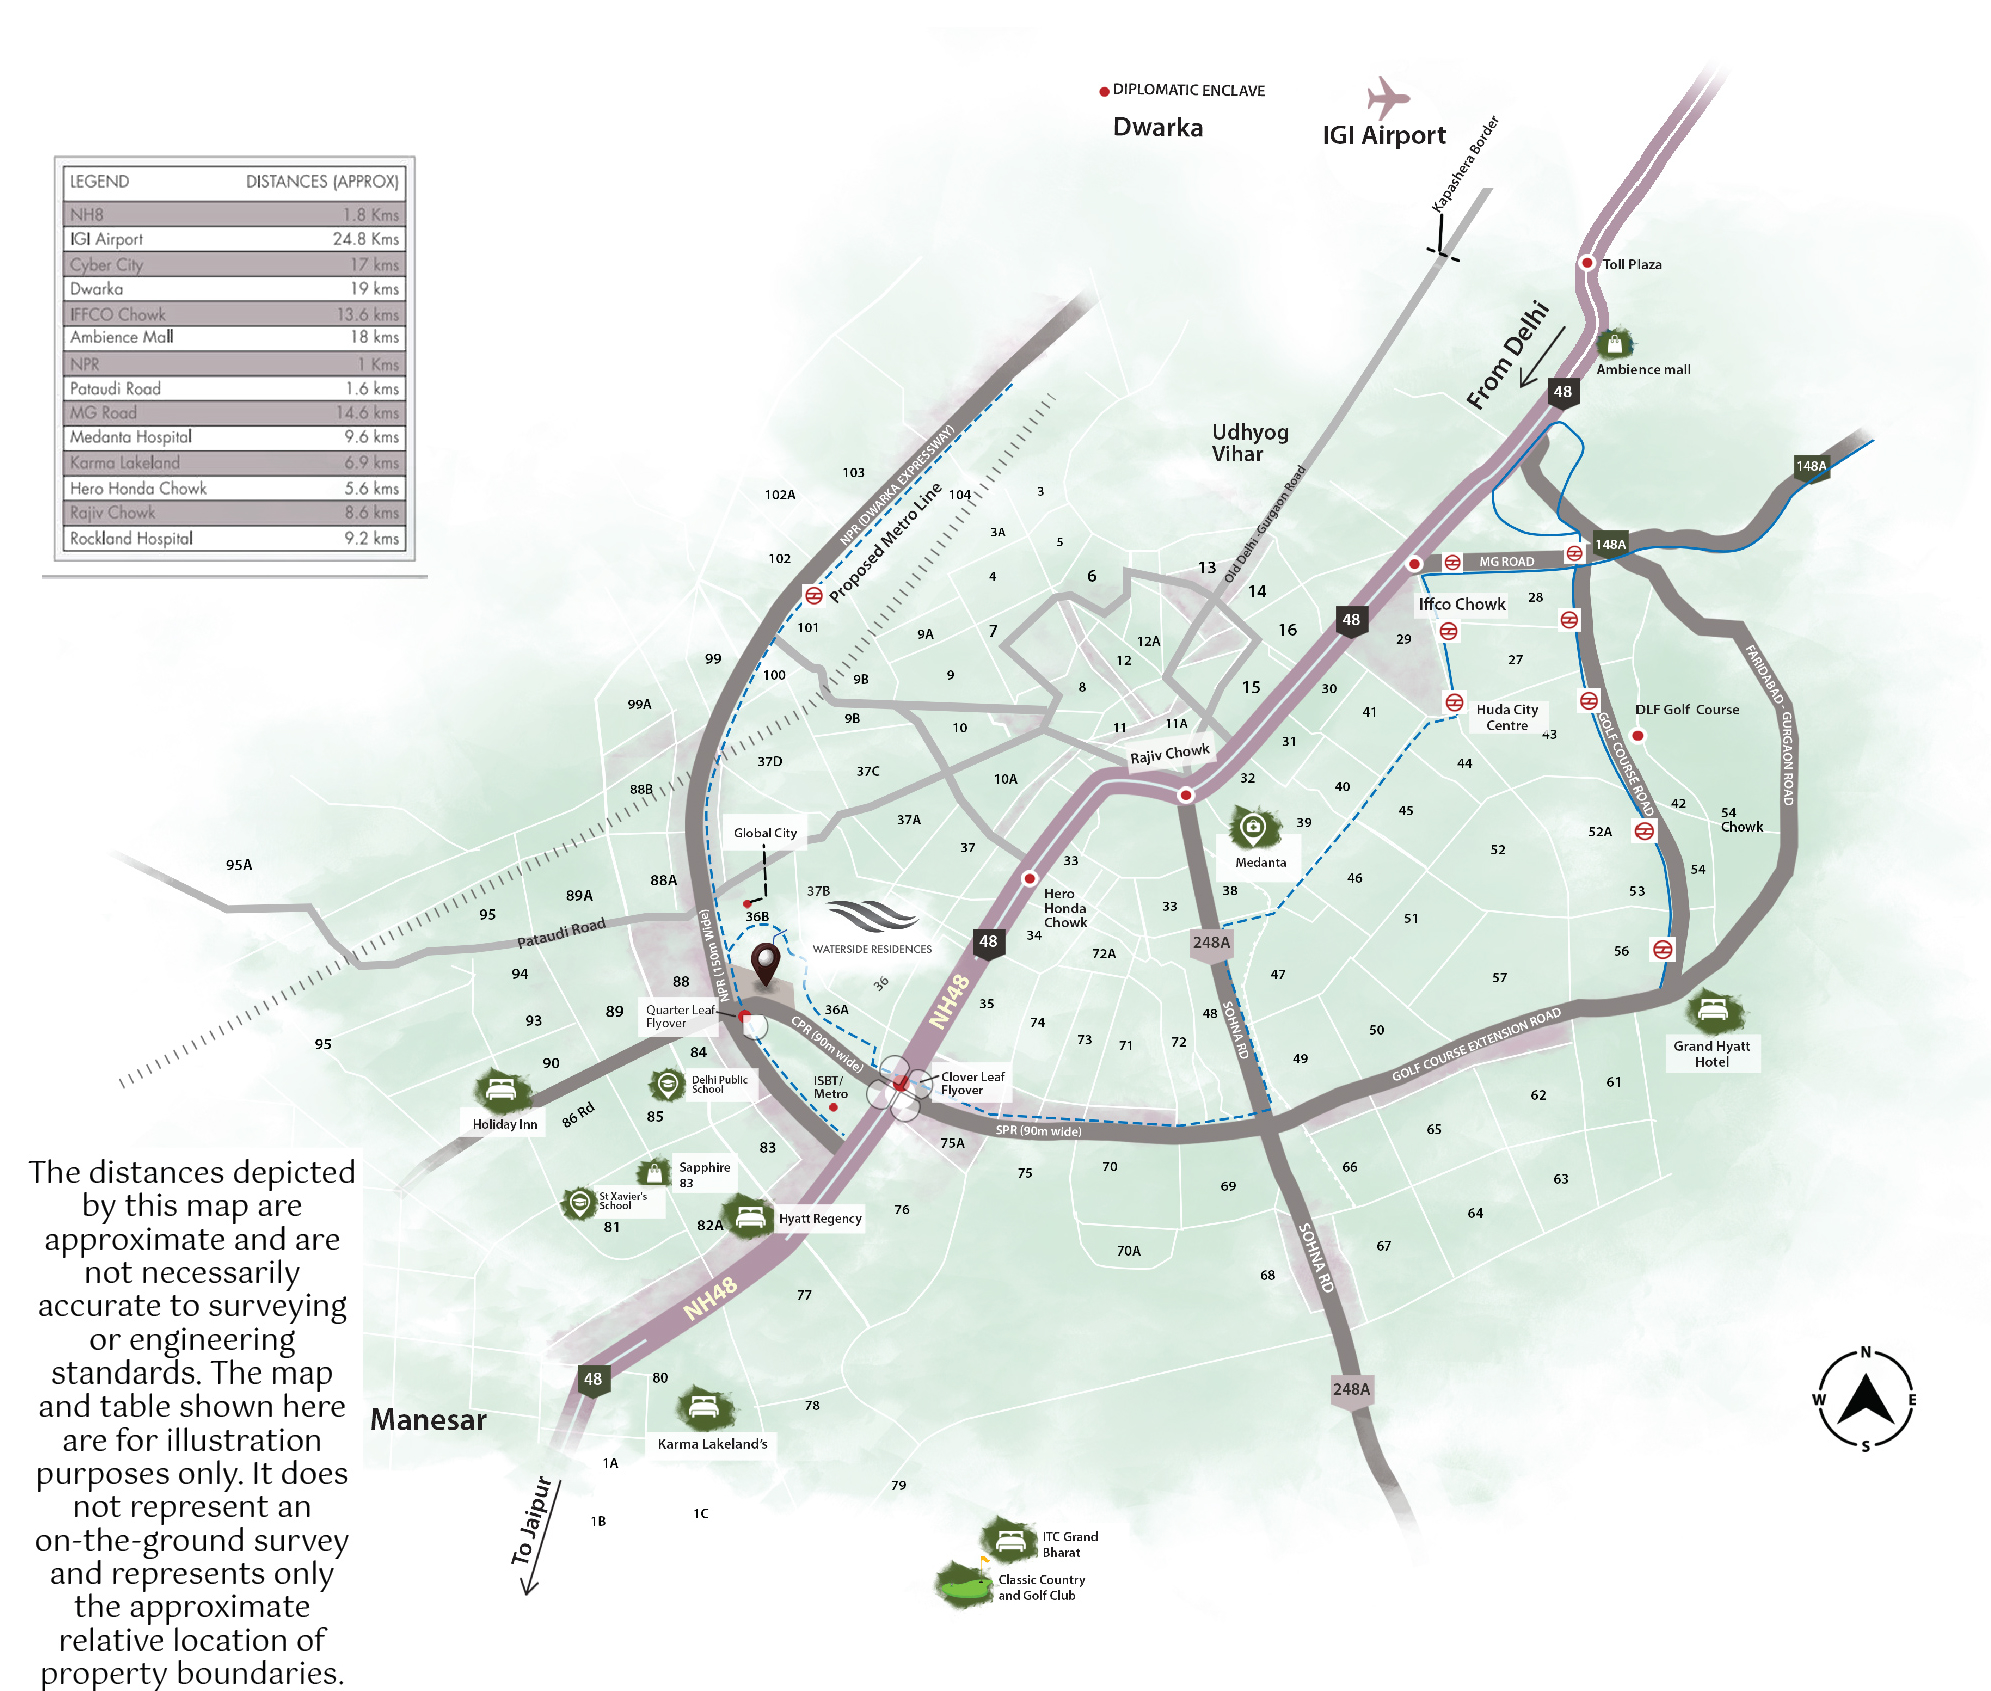 DIPLOMATIC ENCLAVE
Dwarka
IGI Airport
Kapashera Border
LEGEND DISTANCES (APPROX)
NH8 1.8 Kms
IGI Airport 24.8 Kms
Cyber City 17 kms
Dwarka 19 kms
IFFCO Chowk 13.6 kms
Ambience Mall 18 kms
NPR 1 Kms
Pataudi Road 1.6 kms
MG Road 14.6 kms
Medanta Hospital 9.6 kms
Karma Lakeland 6.9 kms
Hero Honda Chowk 5.6 kms
Rajiv Chowk 8.6 kms
Rockland Hospital 9.2 kms
Toll Plaza
From Delhi
Ambience mall
48
Udhyog
Vihar
148A
148A
103
102A
104
3
NPR (DWARKA EXPRESSWAY)
Proposed Metro Line
Old Delhi -Gurgaon Road
3A
5
102
4
6
13
14
MG ROAD
Iffco Chowk
28
101
9A
7
12A
16
48
29
99
100
9B
9
12
8
15
30
27
99A
9B
10
11
11A
41
Huda City
Centre
43
DLF Golf Course
GOLF COURSE ROAD
FARIDABAD - GURGAON ROAD
Rajiv Chowk
31
37D
37C
10A
32
40
44
88B
37A
39
45
42
54
Chowk
52A
Global City
37
33
Medanta
52
95A
88A
37B
46
54
89A
38
53
95
36B
Hero
Honda
Chowk
33
51
Pataudi Road
WATERSIDE RESIDENCES
48
34
72A
248A
56
94
88
NPR (150m Wide)
36
47
57
93
89
Quarter Leaf
Flyover
36A
NH48
35
74
48
SOHNA RD
50
GOLF COURSE EXTENSION ROAD
Grand Hyatt
Hotel
95
90
84
CPR (90m wide)
73
71
72
49
Delhi Public
School
ISBT/
Metro
Clover Leaf
Flyover
61
62
Holiday Inn
86 Rd
85
SPR (90m wide)
65
83
75A
75
70
66
63
Sapphire
83
69
St Xavier's
School
81
82A
Hyatt Regency
76
64
70A
67
68
SOHNA RD
77
NH48
48
80
78
248A
Manesar
Karma Lakeland's
1A
79
1B
1C
To Jaipur
ITC Grand
Bharat
Classic Country
and Golf Club
N
W E
S
The distances depicted
by this map are
approximate and are
not necessarily
accurate to surveying
or engineering
standards. The map
and table shown here
are for illustration
purposes only. It does
not represent an
on-the-ground survey
and represents only
the approximate
relative location of
property boundaries.